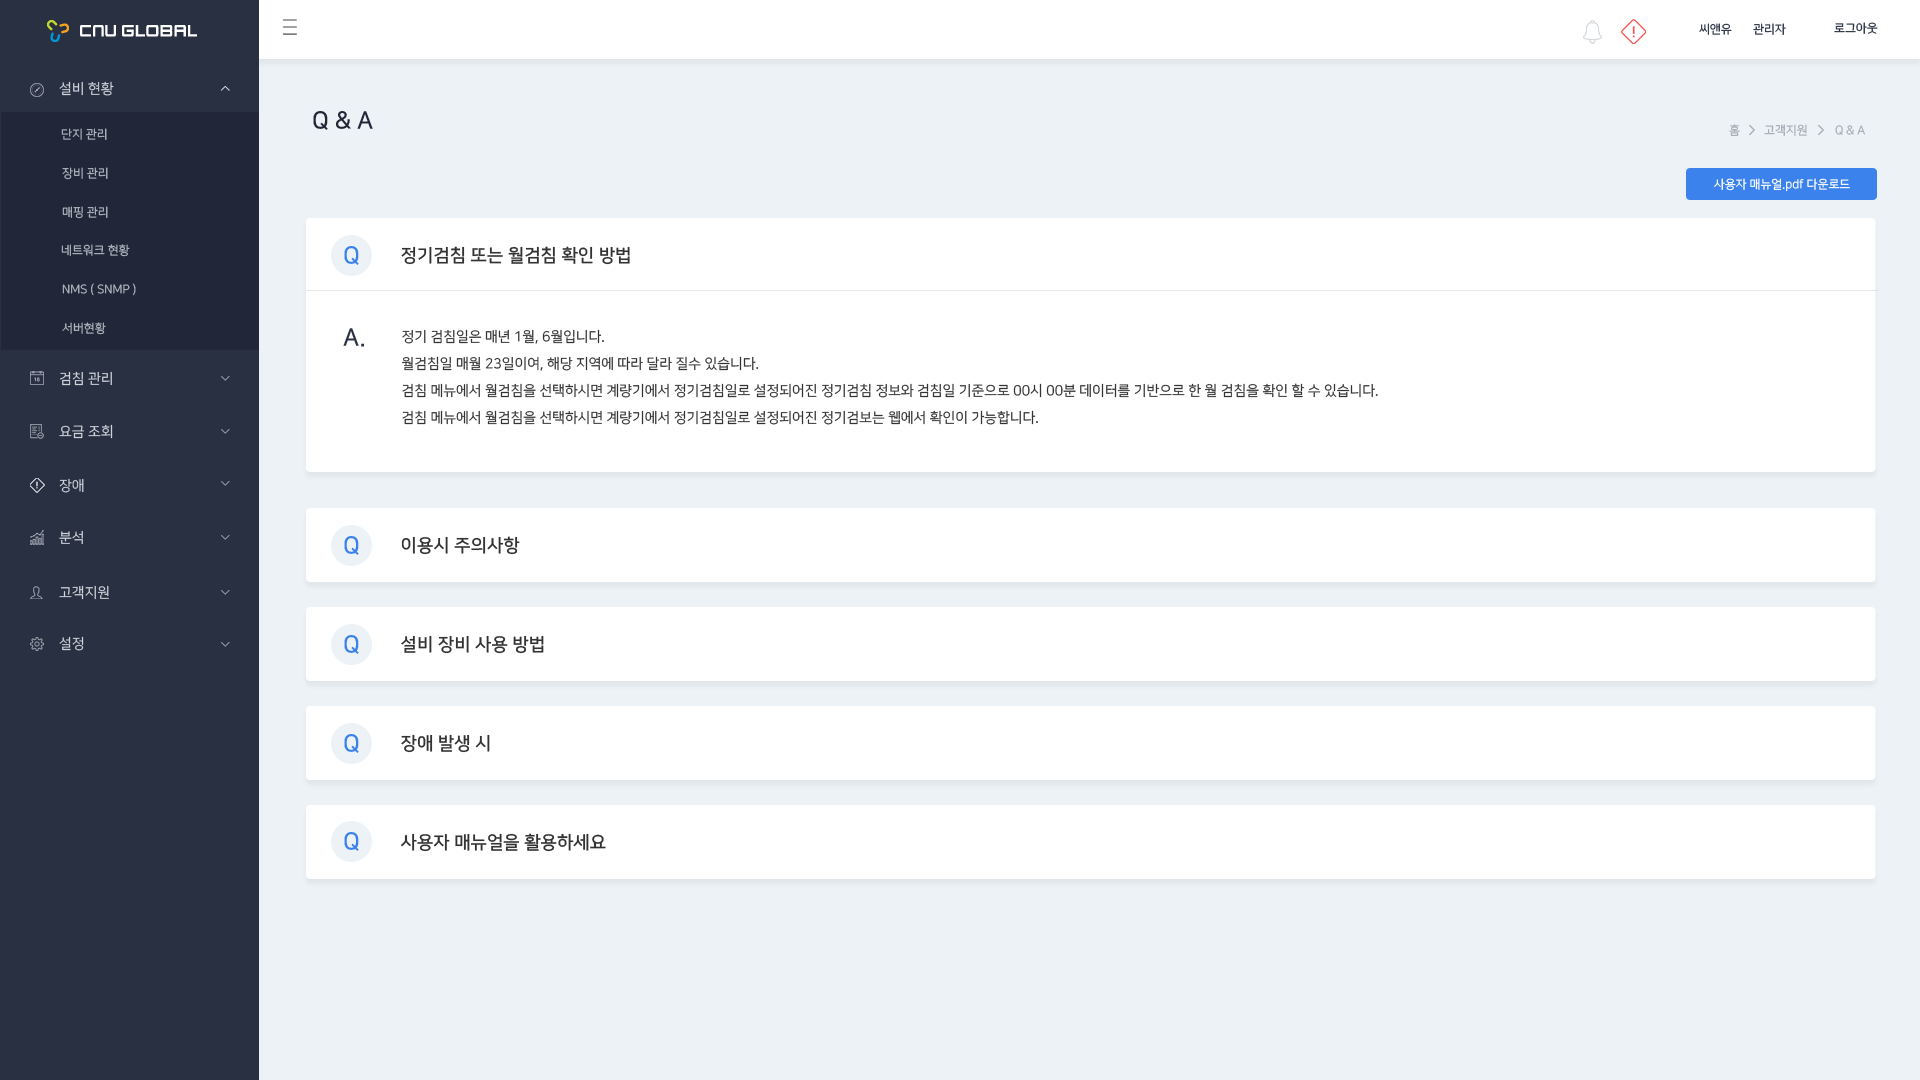 CNU GLOBAL
씨앤유 관리자 로그아웃
설비 현황
단지 관리
장비 관리
매핑 관리
네트워크 현황
NMS ( SNMP )
서버현황
검침 관리
요금 조회
장애
분석
고객지원
설정
Q & A
홈 > 고객지원 > Q & A
사용자 매뉴얼.pdf 다운로드
Q 정기검침 또는 월검침 확인 방법
A. 정기 검침일은 매년 1월, 6월입니다.
월검침일 매월 23일이여, 해당 지역에 따라 달라 질수 있습니다.
검침 메뉴에서 월검침을 선택하시면 계량기에서 정기검침일로 설정되어진 정기검침 정보와 검침일 기준으로 00시 00분 데이터를 기반으로 한 월 검침을 확인 할 수 있습니다.
검침 메뉴에서 월검침을 선택하시면 계량기에서 정기검침일로 설정되어진 정기검보는 웹에서 확인이 가능합니다.
Q 이용시 주의사항
Q 설비 장비 사용 방법
Q 장애 발생 시
Q 사용자 매뉴얼을 활용하세요